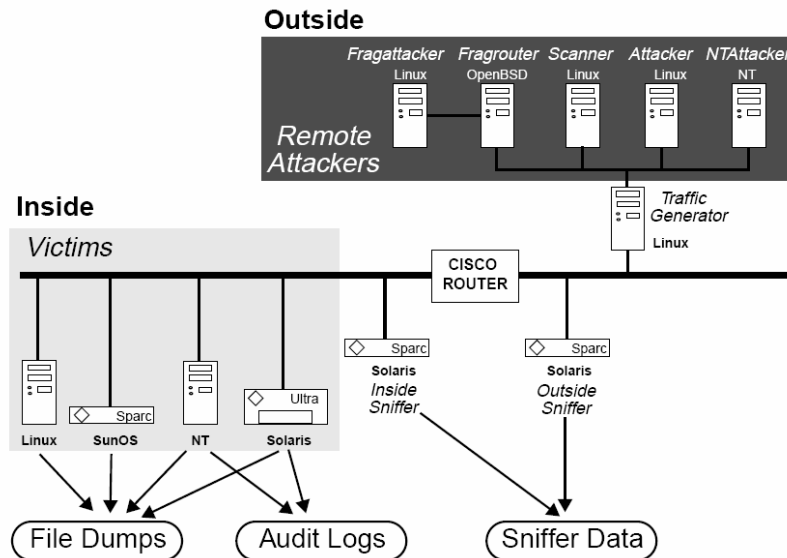 Outside
Fragattacker Fragrouter Scanner Attacker NTAttacker
Linux OpenBSD Linux Linux NT
Remote
Attackers
Inside
Traffic
Generator
Linux
Victims
CISCO
ROUTER
Sparc
Solaris
Inside
Sniffer
Sparc
Solaris
Outside
Sniffer
Sparc
Ultra
Linux SunOS NT Solaris
File Dumps Audit Logs Sniffer Data